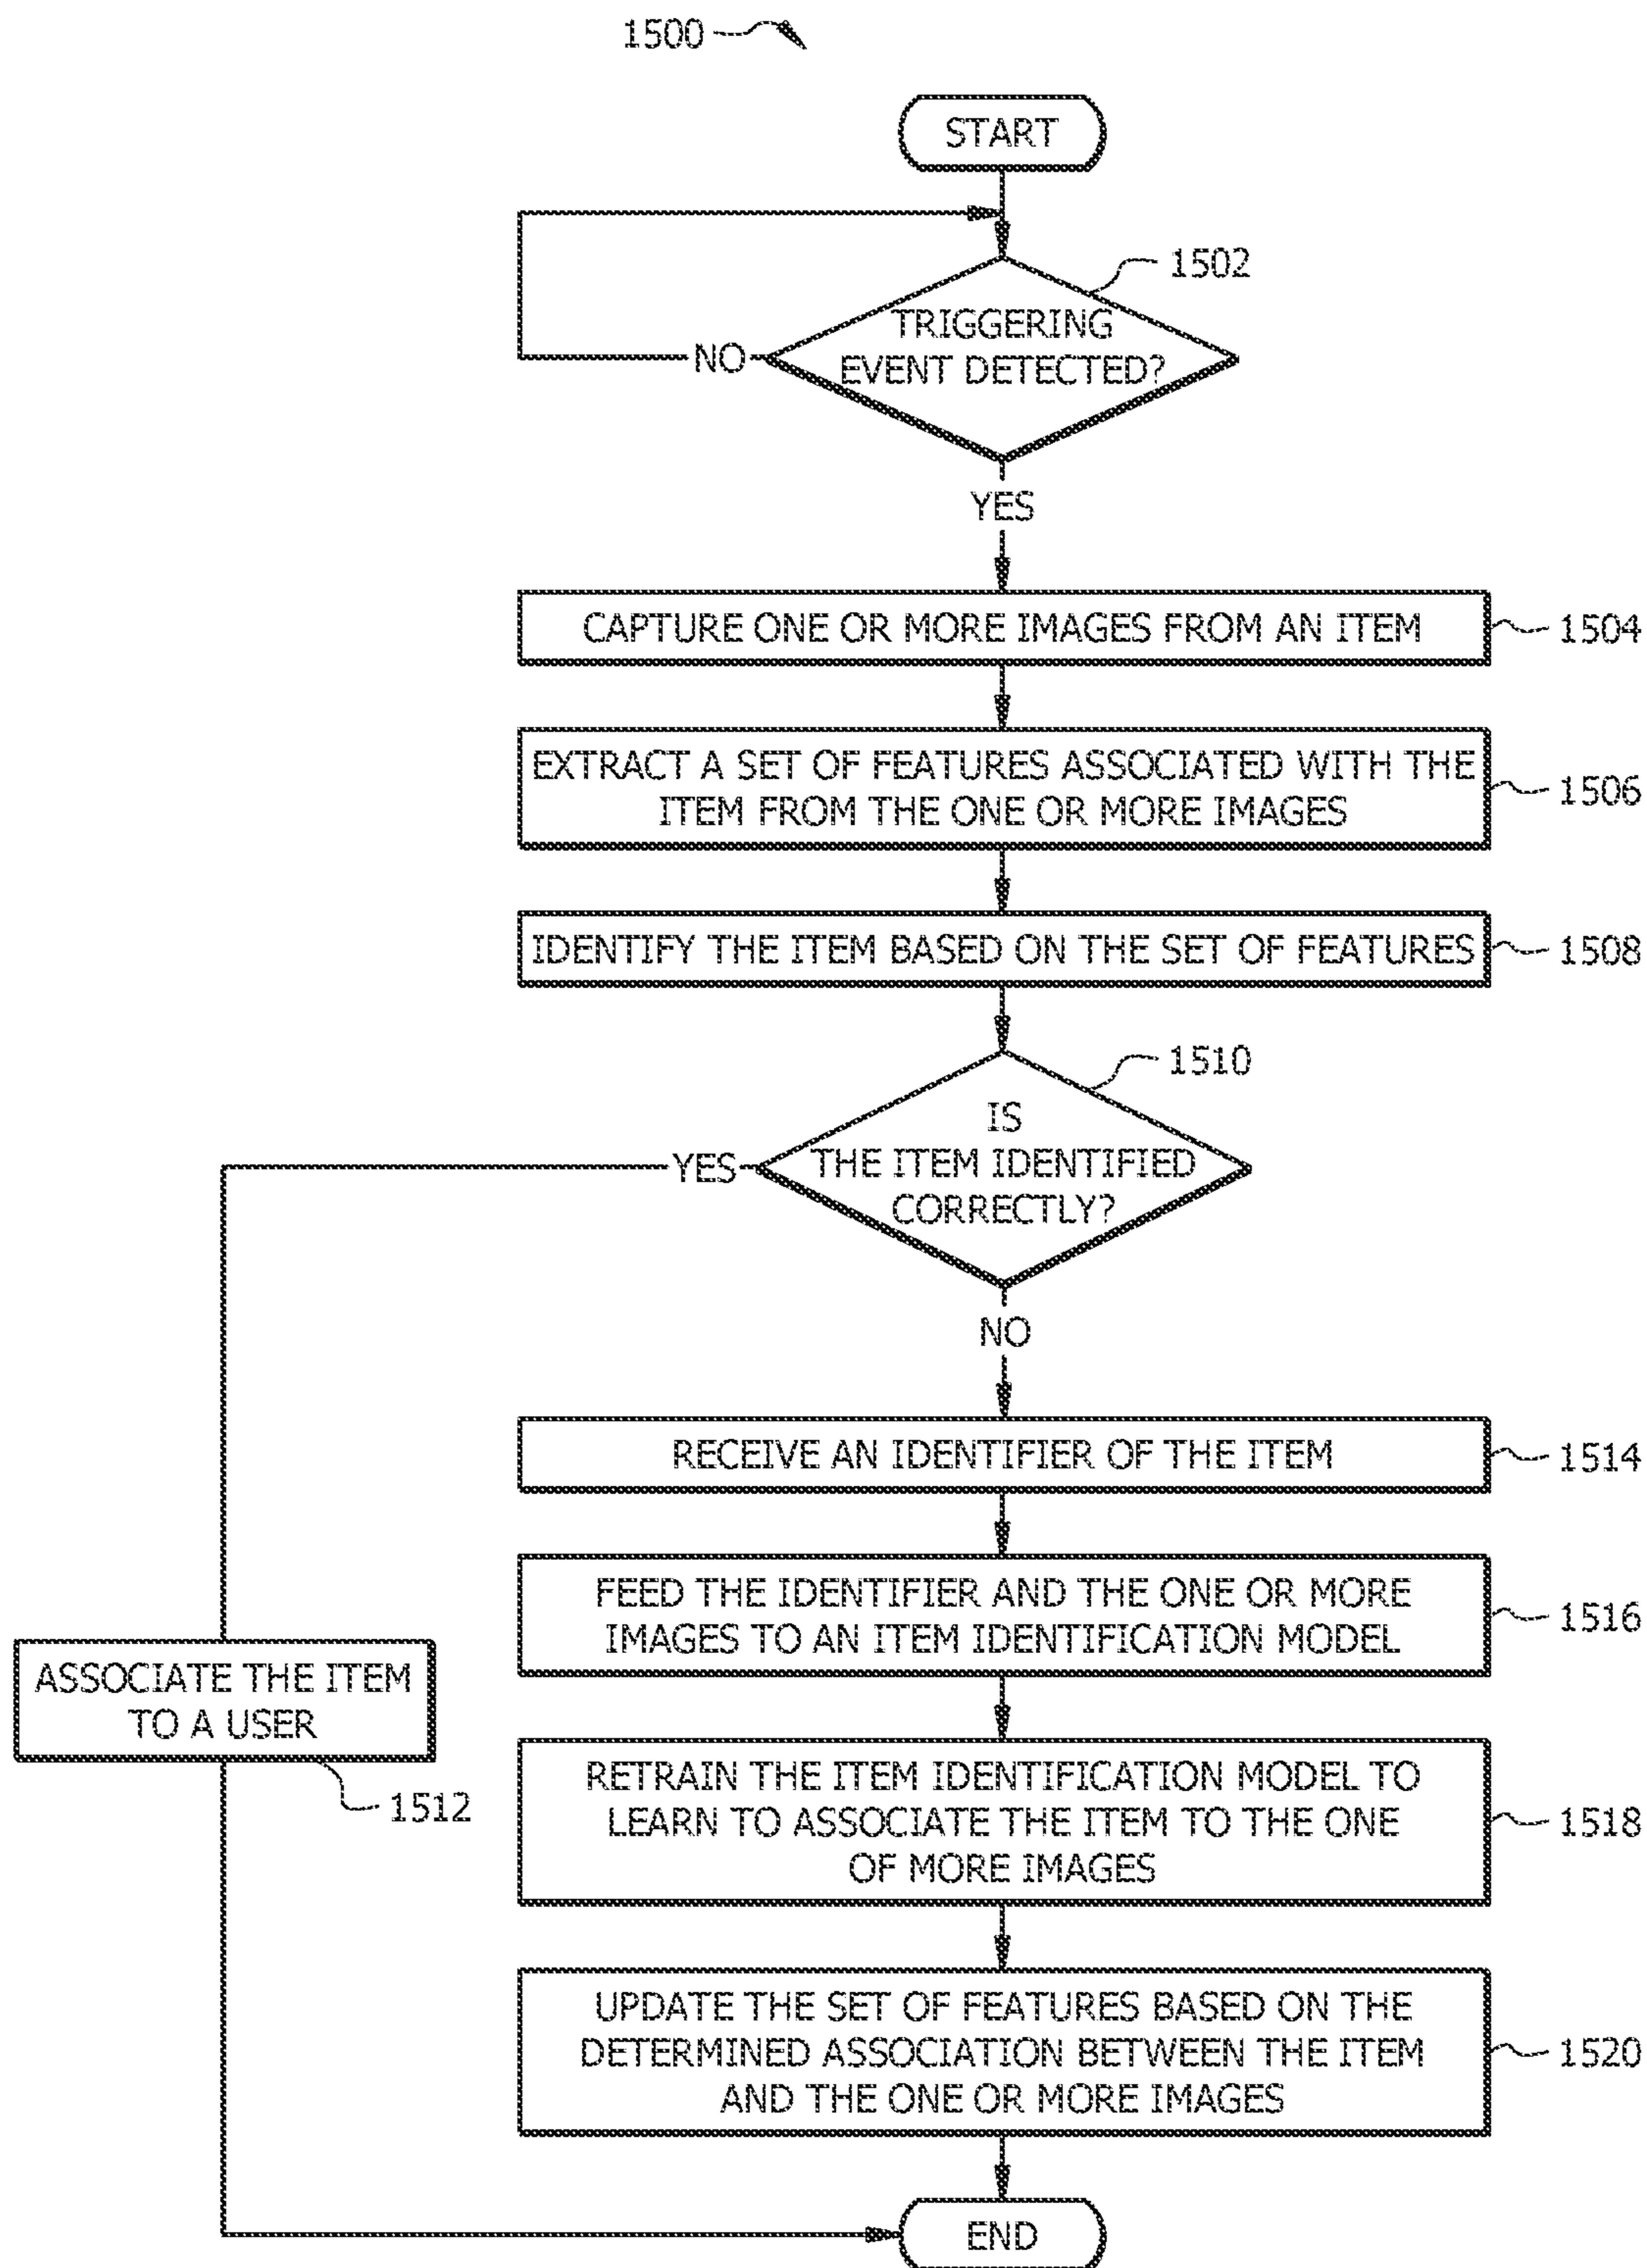 1500
START
1502
TRIGGERING
EVENT DETECTED?
NO
YES
CAPTURE ONE OR MORE IMAGES FROM AN ITEM
1504
EXTRACT A SET OF FEATURES ASSOCIATED WITH THE
ITEM FROM THE ONE OR MORE IMAGES
1506
IDENTIFY THE ITEM BASED ON THE SET OF FEATURES
1508
1510
IS
THE ITEM IDENTIFIED
CORRECTLY?
YES
NO
RECEIVE AN IDENTIFIER OF THE ITEM
1514
FEED THE IDENTIFIER AND THE ONE OR MORE
IMAGES TO AN ITEM IDENTIFICATION MODEL
1516
ASSOCIATE THE ITEM
TO A USER
1512
RETRAIN THE ITEM IDENTIFICATION MODEL TO
LEARN TO ASSOCIATE THE ITEM TO THE ONE
OF MORE IMAGES
1518
UPDATE THE SET OF FEATURES BASED ON THE
DETERMINED ASSOCIATION BETWEEN THE ITEM
AND THE ONE OR MORE IMAGES
1520
END